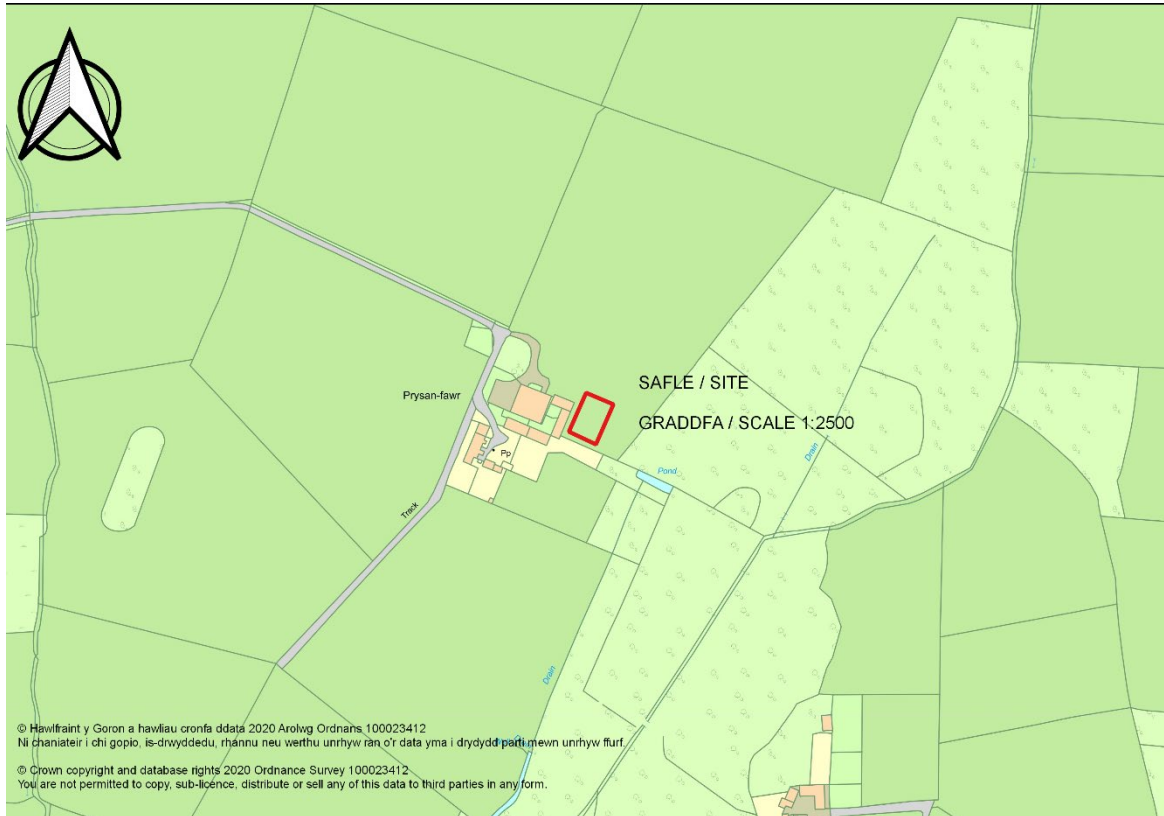 SAFLE / SITE
Prysan-fawr
GRADDFA / SCALE 1:2500
Drain
Pp
Pond
Track
Drain
© Hawlfraint y Goron a hawliau cronfa ddata 2020 Arolwg Ordnans 100023412
Ni chaniateir i chi gopio, is-drwyddedu, rhannu neu werthu unrhyw ran o'r data yma i drydydd parti mewn unrhyw ffurf.
© Crown copyright and database rights 2020 Ordnance Survey 100023412
You are not permitted to copy, sub-licence, distribute or sell any of this data to third parties in any form.